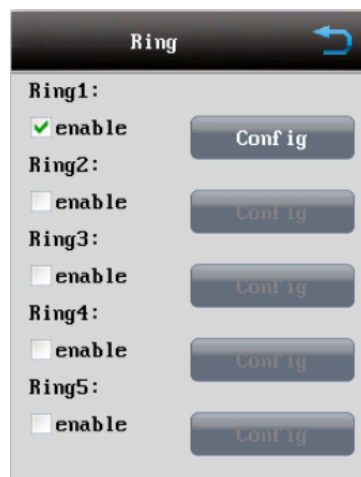 Ring
Ring1:
enable
Config
Ring2:
enable
Config
Ring3:
enable
Config
Ring4:
enable
Config
Ring5:
enable
Config